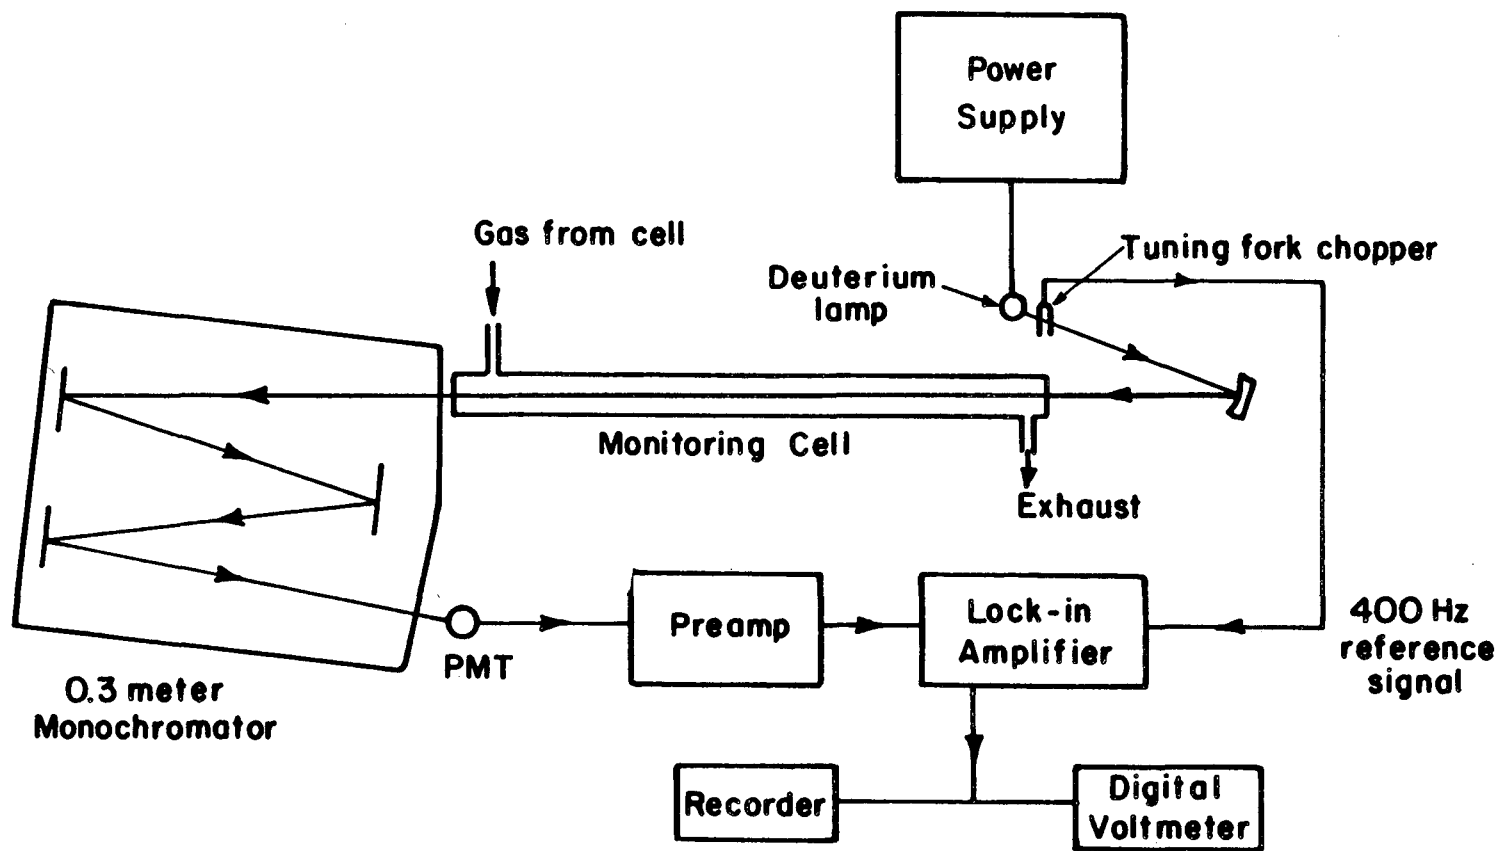 Power
Supply
Gas from cell
Tuning fork chopper
Deuterium
lamp
Monitoring Cell
Exhaust
Preamp
Lock-in
Amplifier
400 Hz
reference
signal
PMT
0.3 meter
Monochromator
Recorder
Digital
Voltmeter